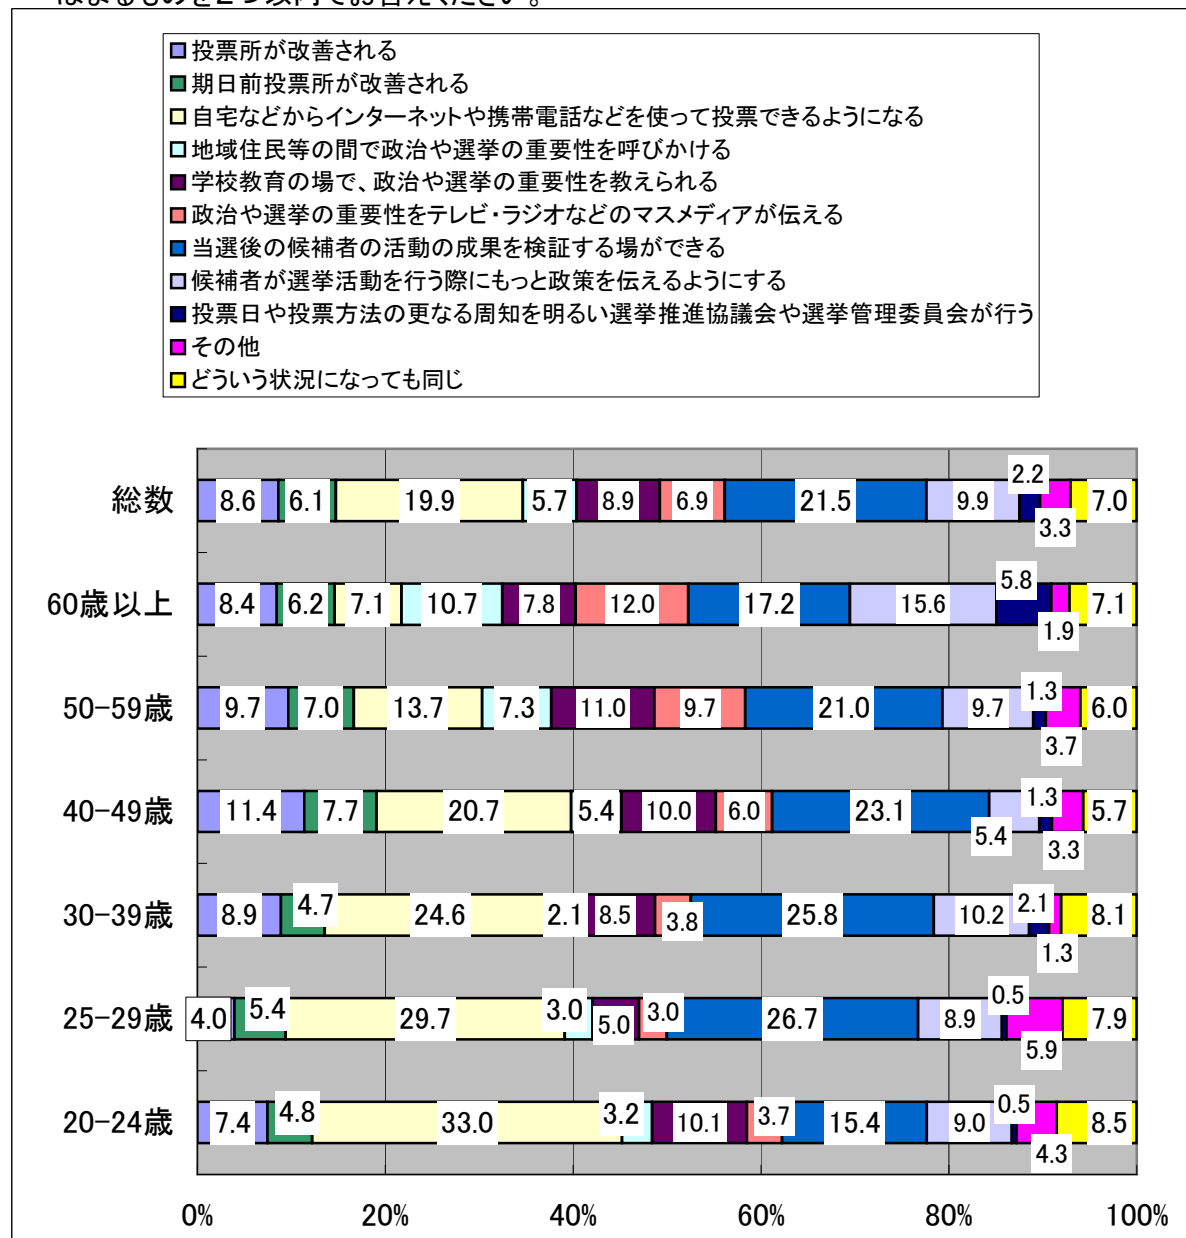 はまるものを２つ以内でお答えください。
投票所が改善される
期日前投票所が改善される
自宅などからインターネットや携帯電話などを使って投票できるようになる
地域住民等の間で政治や選挙の重要性を呼びかける
学校教育の場で、政治や選挙の重要性を教えられる
政治や選挙の重要性をテレビ・ラジオなどのマスメディアが伝える
当選後の候補者の活動の成果を検証する場ができる
候補者が選挙活動を行う際にもっと政策を伝えるようにする
投票日や投票方法の更なる周知を明るい選挙推進協議会や選挙管理委員会が行う
その他
どういう状況になっても同じ
総数 8.6 6.1 19.9 5.7 8.9 6.9 21.5 9.9 2.2 3.3 7.0
60歳以上 8.4 6.2 7.1 10.7 7.8 12.0 17.2 15.6 5.8 1.9 7.1
50-59歳 9.7 7.0 13.7 7.3 11.0 9.7 21.0 9.7 1.3 3.7 6.0
40-49歳 11.4 7.7 20.7 5.4 10.0 6.0 23.1 5.4 1.3 3.3 5.7
30-39歳 8.9 4.7 24.6 2.1 8.5 3.8 25.8 10.2 2.1 1.3 8.1
25-29歳 4.0 5.4 29.7 3.0 5.0 3.0 26.7 8.9 0.5 5.9 7.9
20-24歳 7.4 4.8 33.0 3.2 10.1 3.7 15.4 9.0 0.5 4.3 8.5
0% 20% 40% 60% 80% 100%